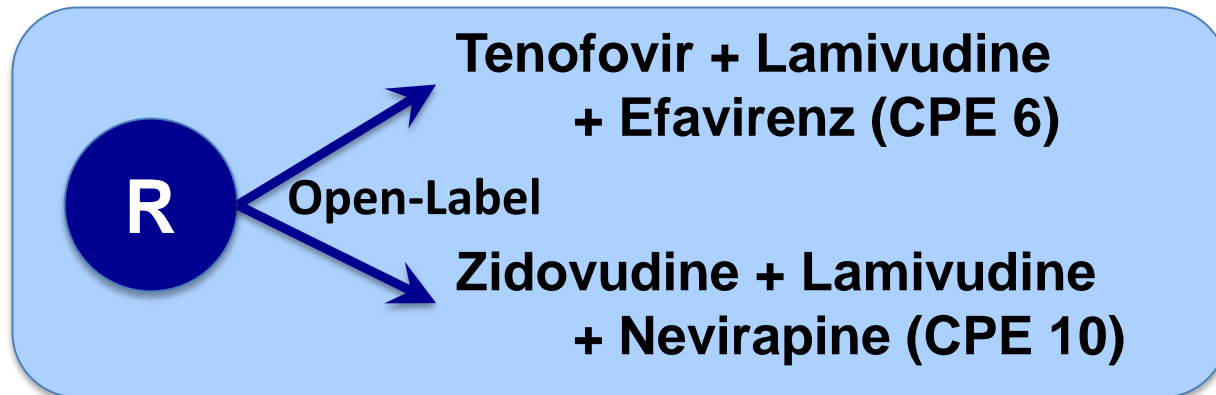 Tenofovir + Lamivudine
+ Efavirenz (CPE 6)
R
Open-Label
Zidovudine + Lamivudine
+ Nevirapine (CPE 10)